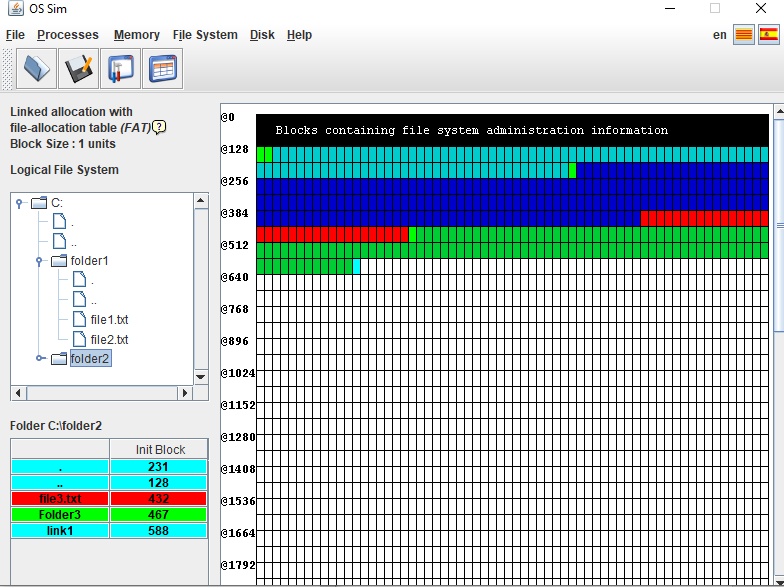 OS Sim
File Processes Memory File System Disk Help
en
Linked allocation with
file-allocation table (FAT)
?
Block Size : 1 units
Logical File System
C:
.
..
folder1
.
..
file1.txt
file2.txt
folder2
Folder C:\folder2
Init Block
. 231
.. 128
file3.txt 432
Folder3 467
link1 588
@0
Blocks containing file system administration information
@128
@256
@384
@512
@640
@768
@896
@1024
@1152
@1280
@1408
@1536
@1664
@1792